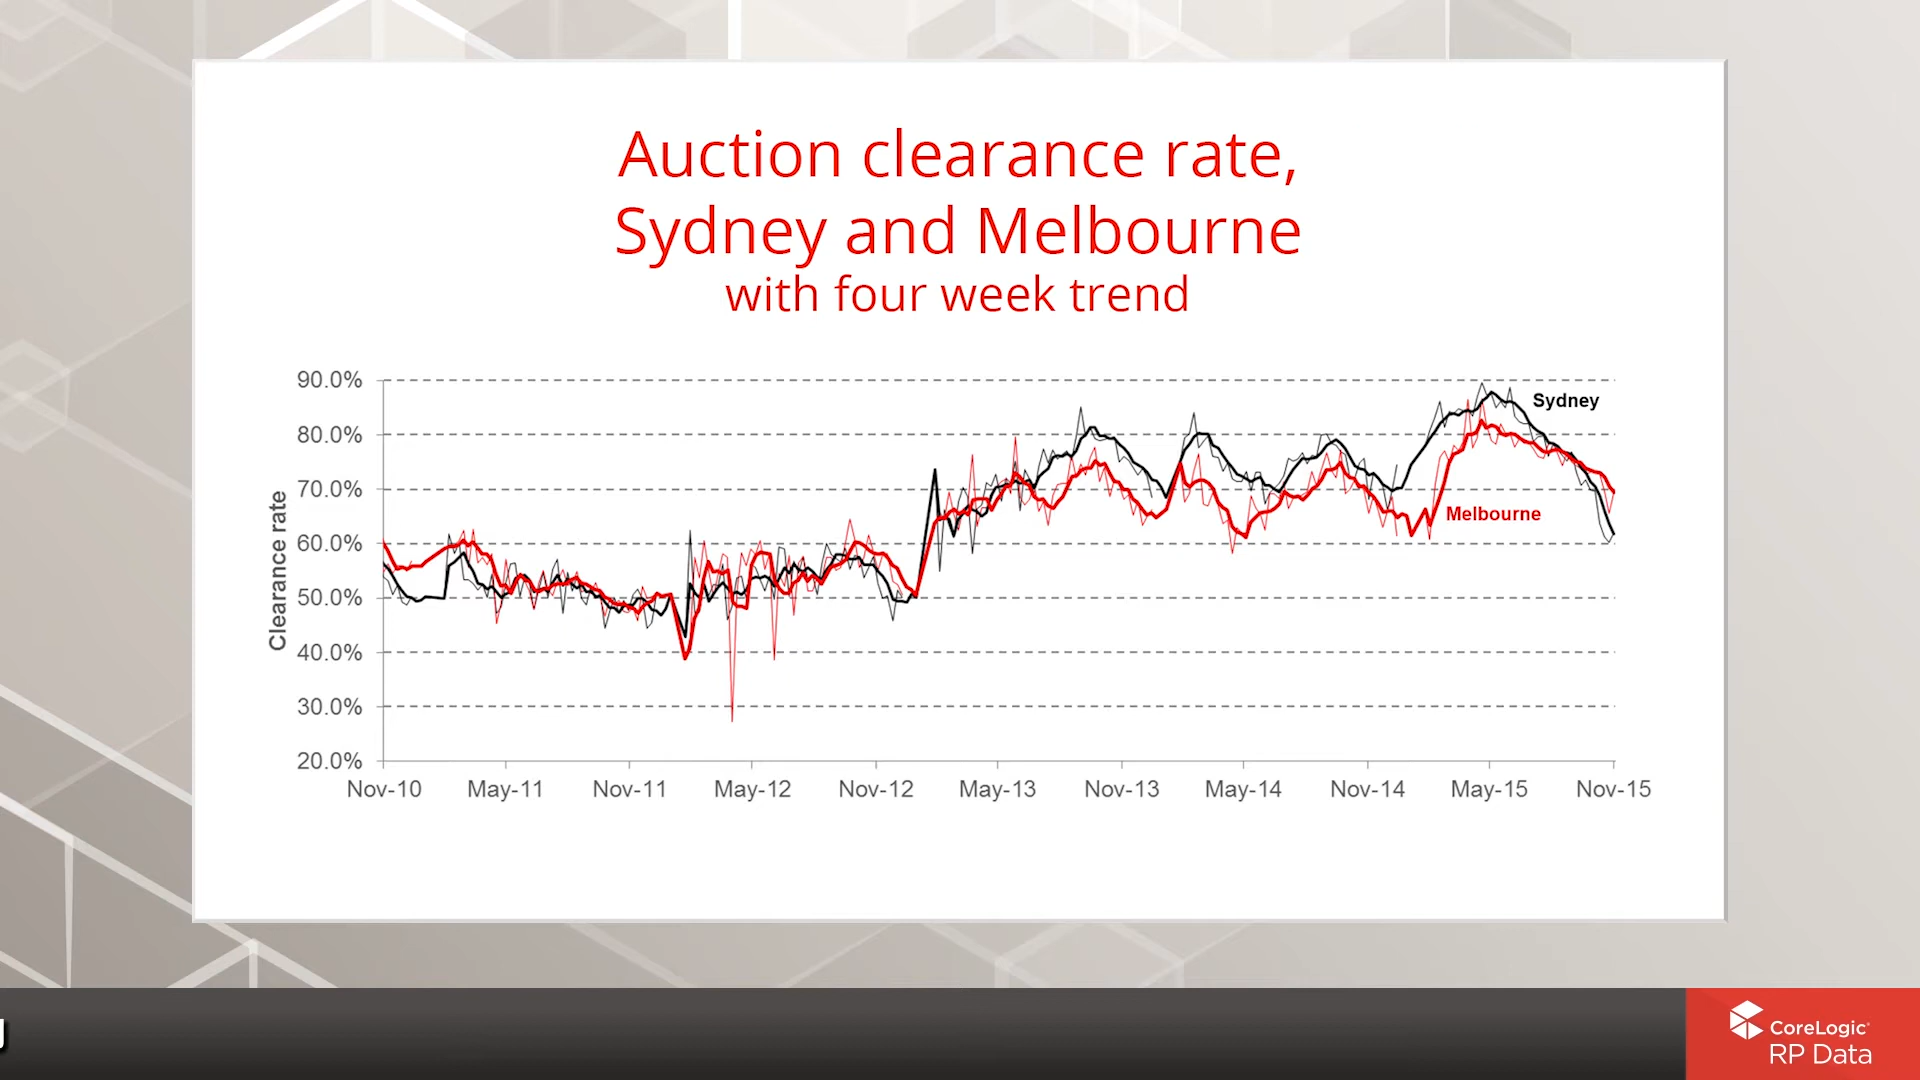 Auction clearance rate,
Sydney and Melbourne
with four week trend
Clearance rate
90.0%
80.0%
70.0%
60.0%
50.0%
40.0%
30.0%
20.0%
Sydney
Melbourne
Nov-10 May-11 Nov-11 May-12 Nov-12 May-13 Nov-13 May-14 Nov-14 May-15 Nov-15
CoreLogic
RP Data